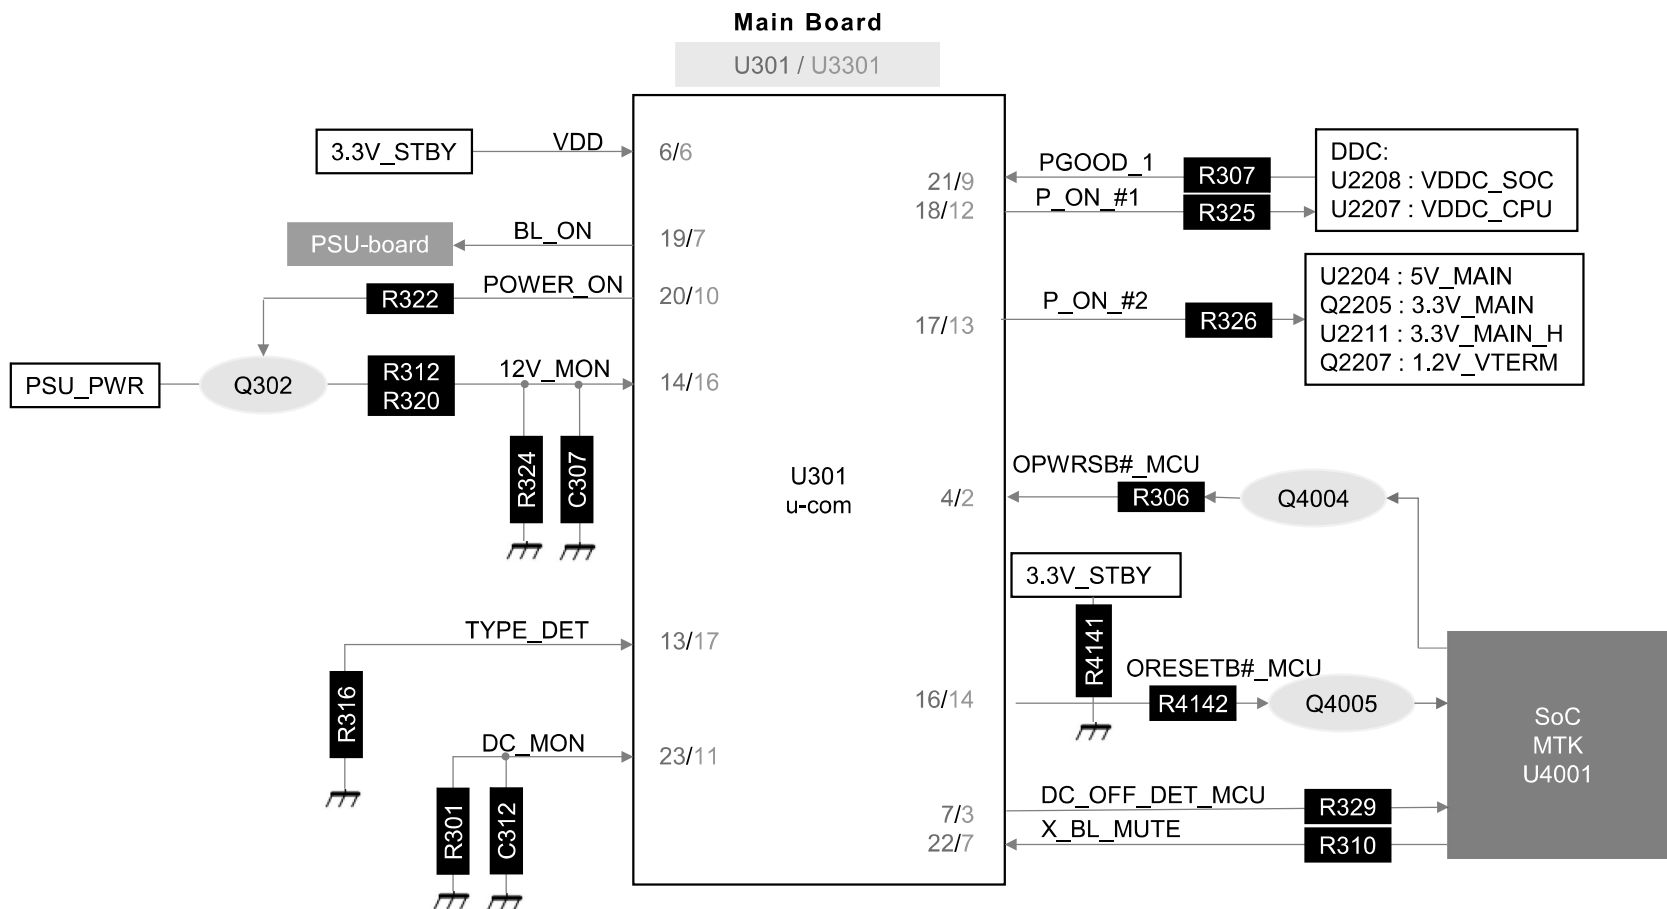 Main Board
U301 / U3301
3.3V_STBY
VDD
6/6
PSU-board
BL_ON
19/7
POWER_ON
R322
20/10
PSU_PWR
Q302
R312
R320
12V_MON
14/16
R324
C307
TYPE_DET
13/17
R316
DC_MON
23/11
R301
C312
U301
u-com
21/9
PGOOD_1
R307
18/12
P_ON_#1
R325
DDC:
U2208 : VDDC_SOC
U2207 : VDDC_CPU
17/13
P_ON_#2
R326
U2204 : 5V_MAIN
Q2205 : 3.3V_MAIN
U2211 : 3.3V_MAIN_H
Q2207 : 1.2V_VTERM
4/2
OPWRSB#_MCU
R306
Q4004
3.3V_STBY
R4141
16/14
ORESETB#_MCU
R4142
Q4005
SoC
MTK
U4001
7/3
DC_OFF_DET_MCU
R329
22/7
X_BL_MUTE
R310